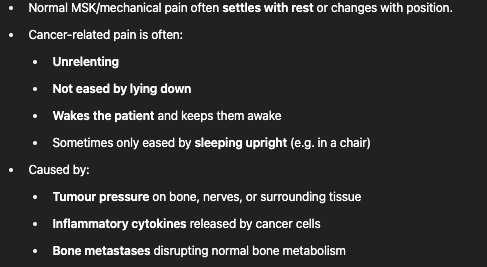 • Normal MSK/mechanical pain often settles with rest or changes with position.
• Cancer-related pain is often:
• Unrelenting
• Not eased by lying down
• Wakes the patient and keeps them awake
• Sometimes only eased by sleeping upright (e.g. in a chair)
• Caused by:
• Tumour pressure on bone, nerves, or surrounding tissue
• Inflammatory cytokines released by cancer cells
• Bone metastases disrupting normal bone metabolism